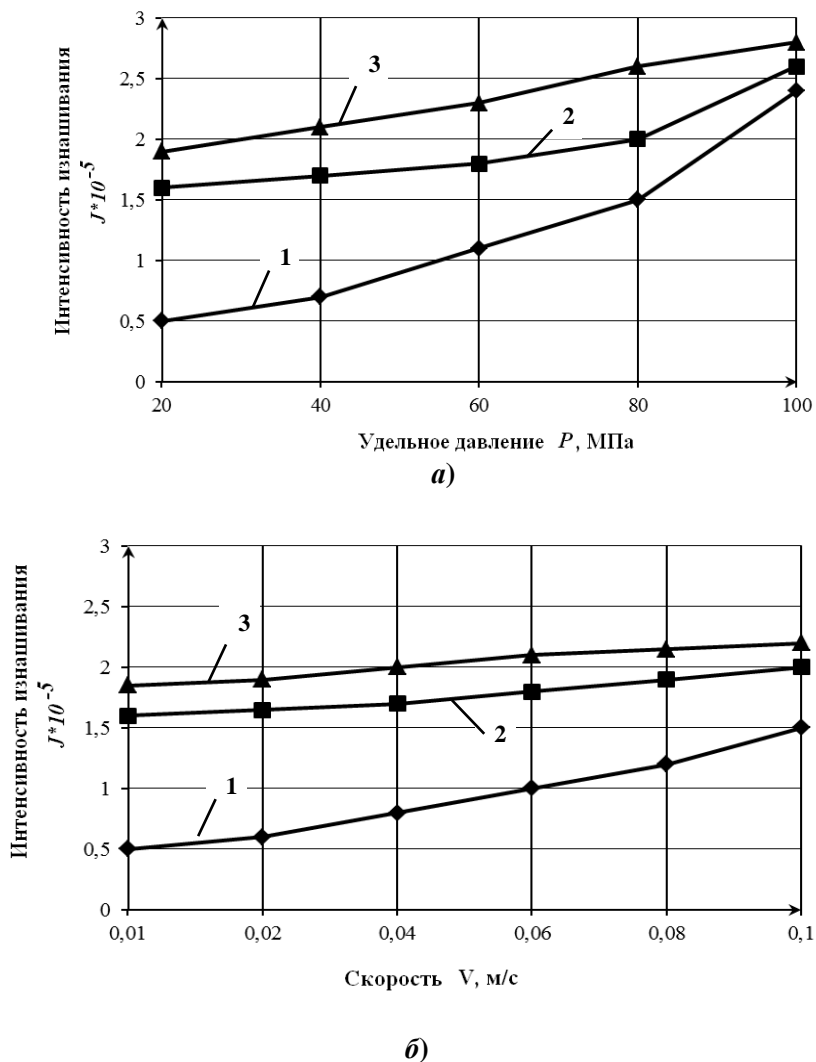 3
2,5
2
1,5
1
0,5
0
Интенсивность изнашивания
J*10⁻⁵
3
2
1
20 40 60 80 100
Удельное давление P, МПа
а)
3
2,5
2
1,5
1
0,5
0
Интенсивность изнашивания
J*10⁻⁵
3
2
1
0,01 0,02 0,04 0,06 0,08 0,1
Скорость V, м/с
б)